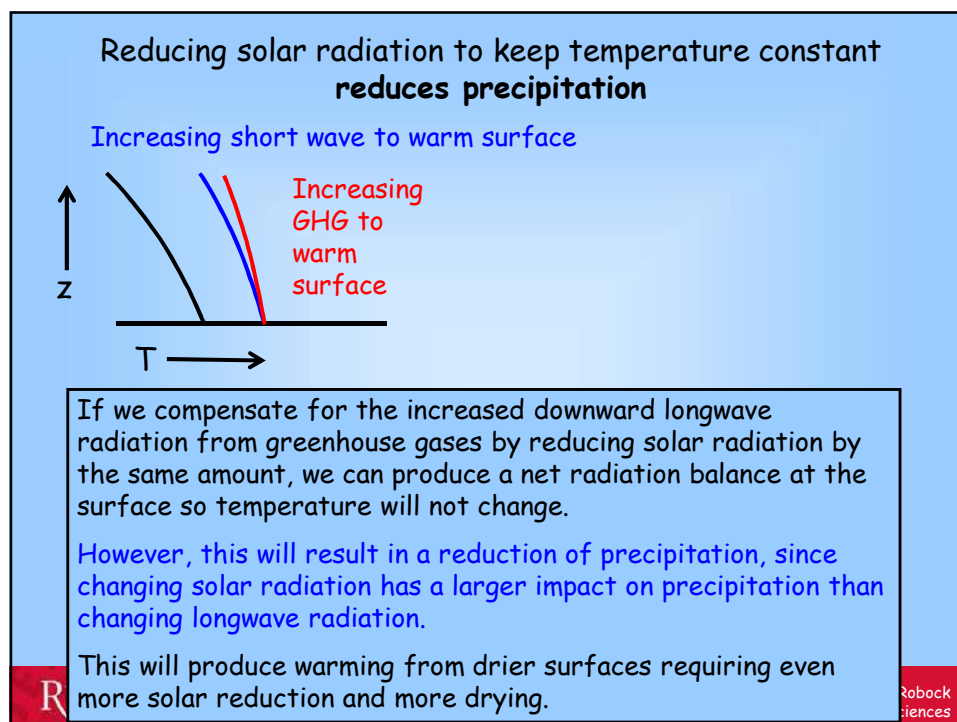 Reducing solar radiation to keep temperature constant
reduces precipitation
Increasing short wave to warm surface
Increasing
GHG to
warm
surface
z
T
If we compensate for the increased downward longwave
radiation from greenhouse gases by reducing solar radiation by
the same amount, we can produce a net radiation balance at the
surface so temperature will not change.
However, this will result in a reduction of precipitation, since
changing solar radiation has a larger impact on precipitation than
changing longwave radiation.
This will produce warming from drier surfaces requiring even
more solar reduction and more drying.
R
Robock
ciences